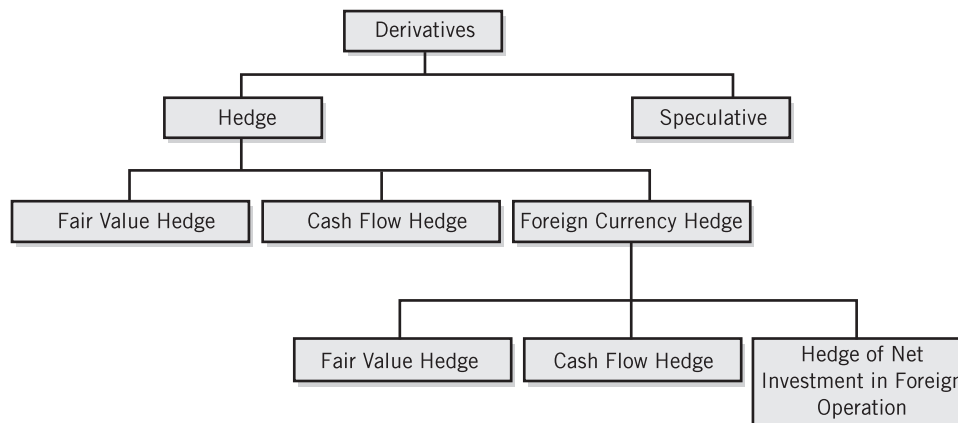 Derivatives
Hedge
Speculative
Fair Value Hedge
Cash Flow Hedge
Foreign Currency Hedge
Fair Value Hedge
Cash Flow Hedge
Hedge of Net
Investment in Foreign
Operation